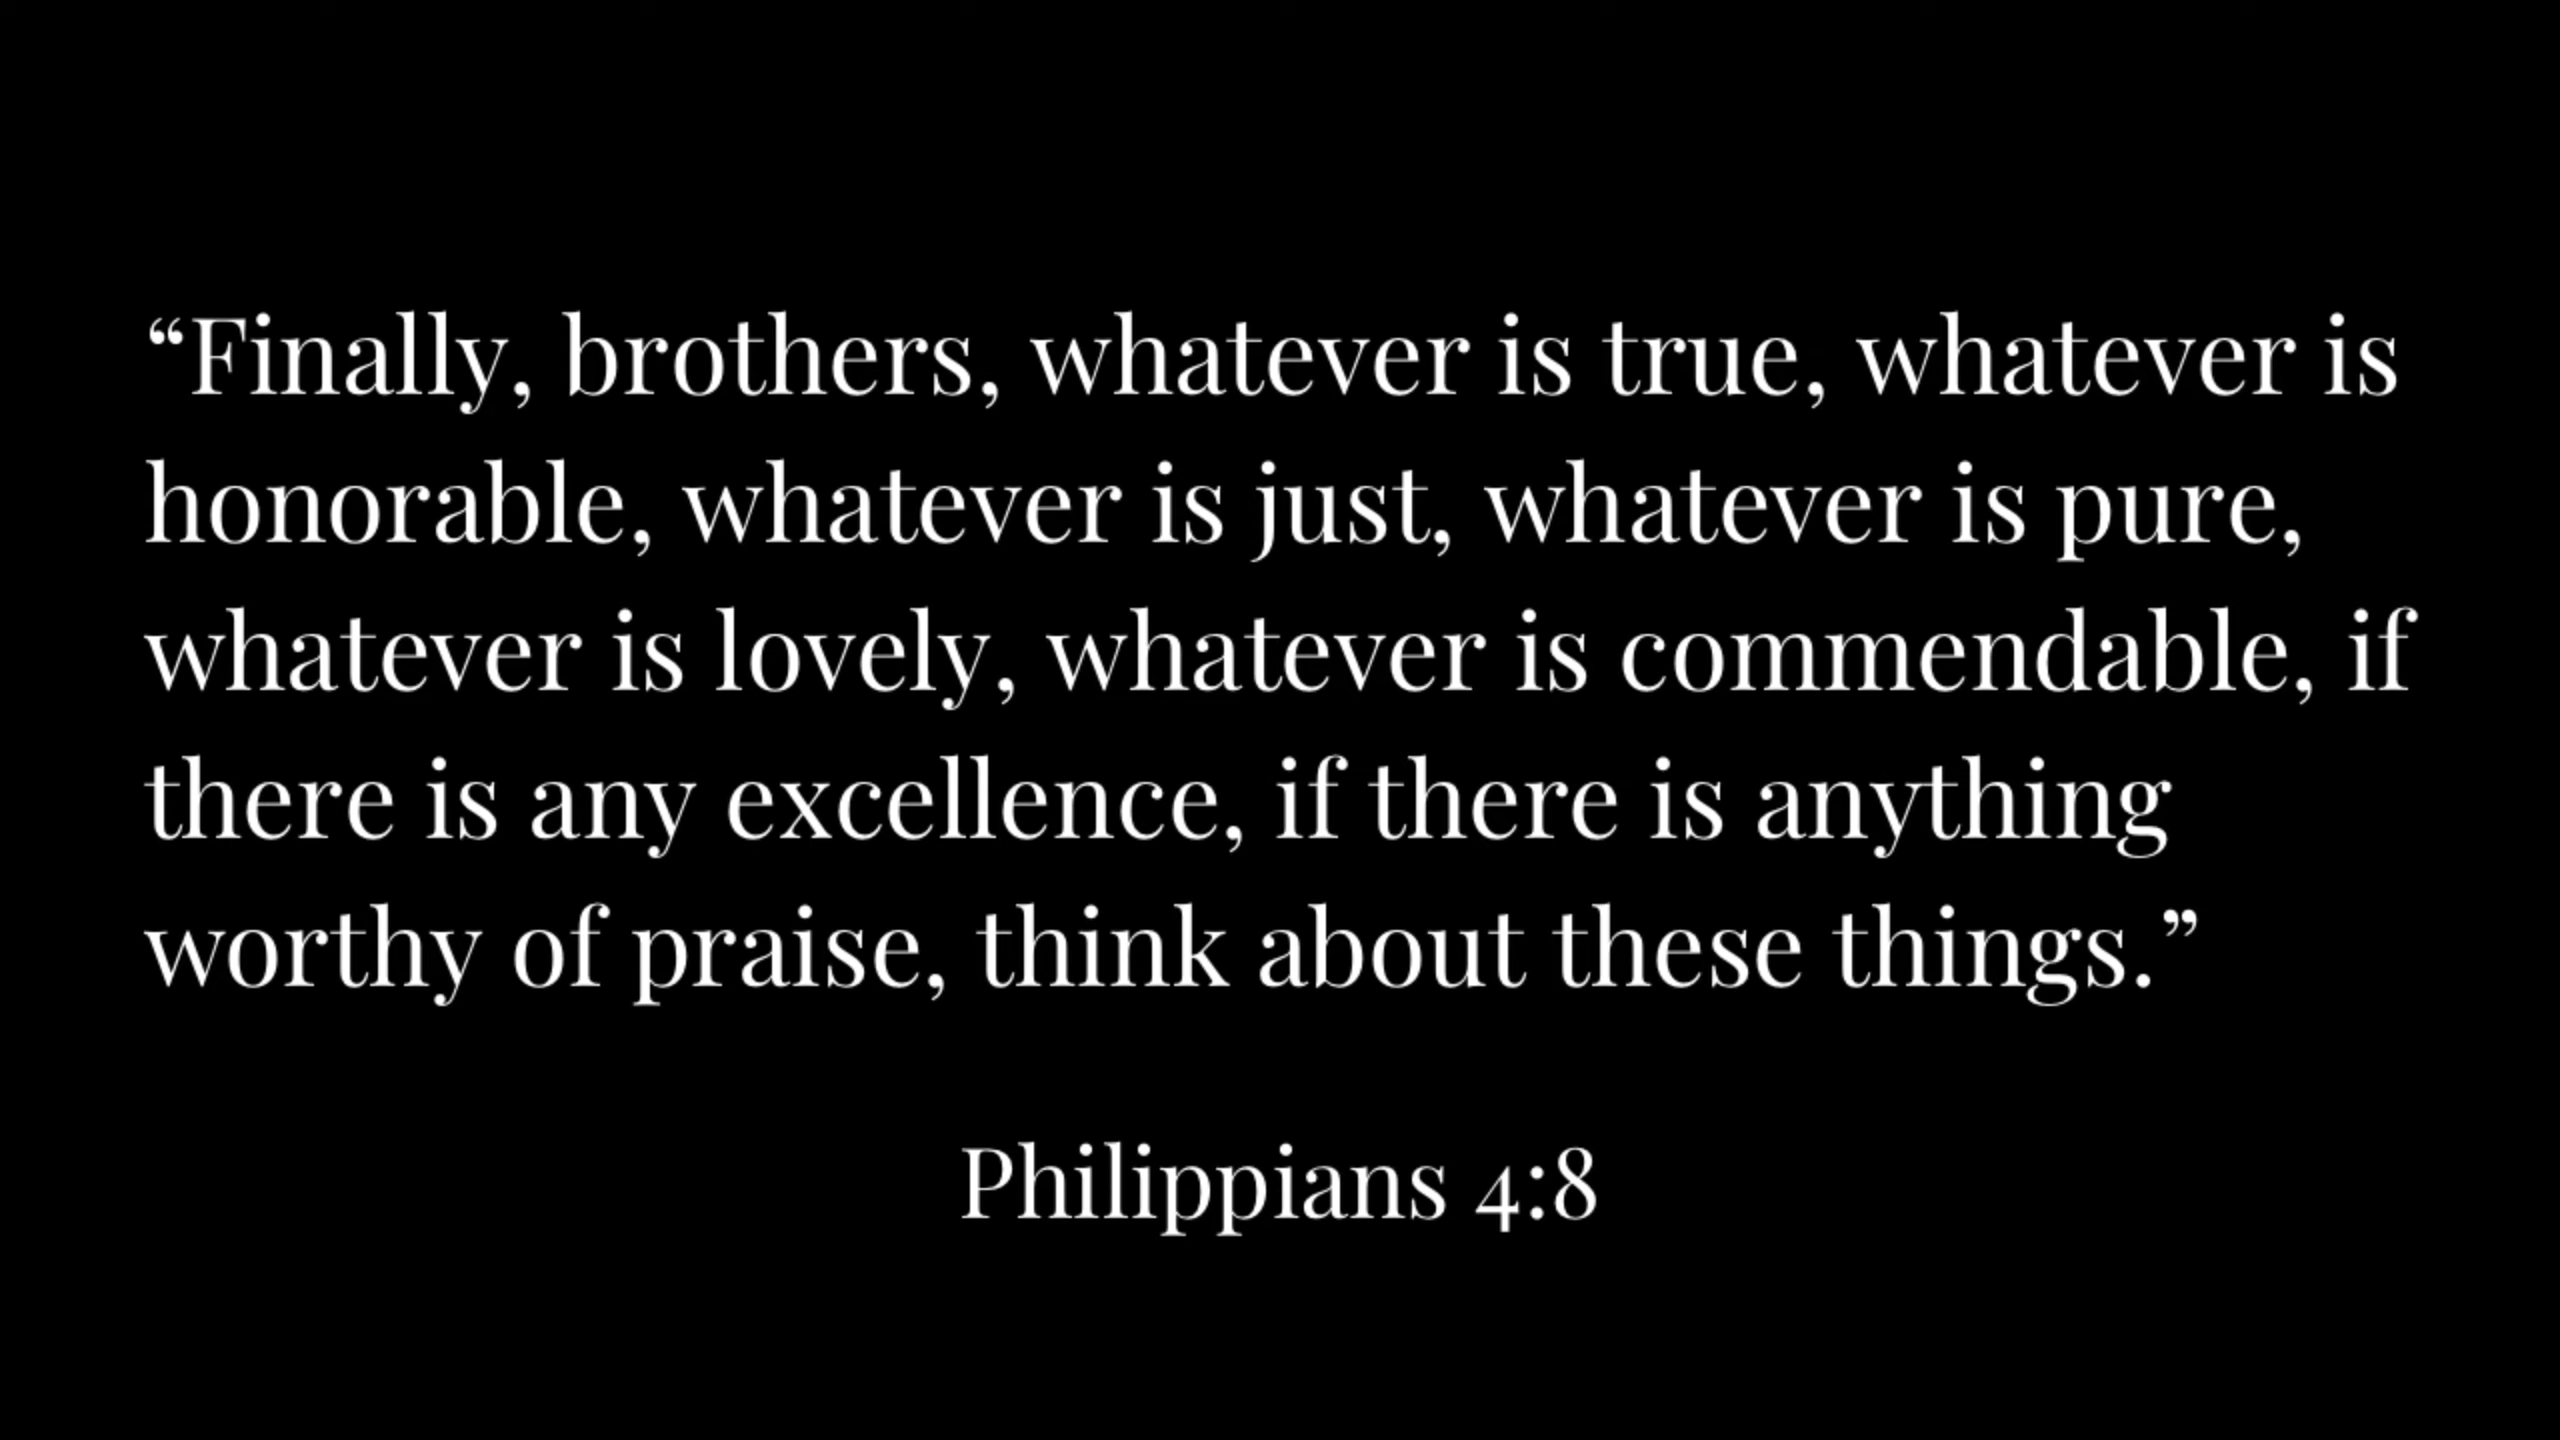 “Finally, brothers, whatever is true, whatever is
honorable, whatever is just, whatever is pure,
whatever is lovely, whatever is commendable, if
there is any excellence, if there is anything
worthy of praise, think about these things.”
Philippians 4:8